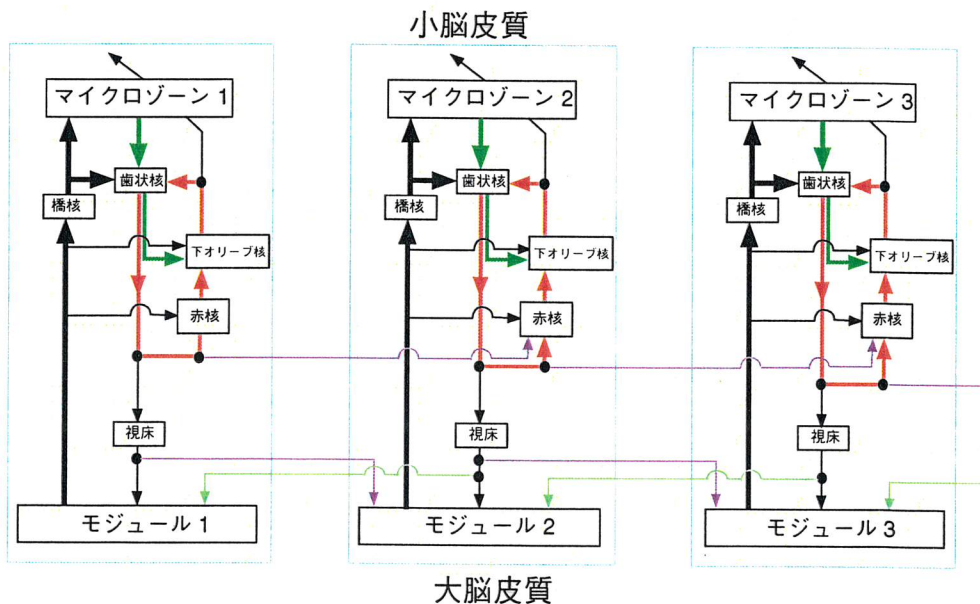 小脳皮質
マイクロゾーン 1
歯状核
橋核
下オリーブ核
赤核
視床
モジュール 1
マイクロゾーン 2
歯状核
橋核
下オリーブ核
赤核
視床
モジュール 2
マイクロゾーン 3
歯状核
橋核
下オリーブ核
赤核
視床
モジュール 3
大脳皮質